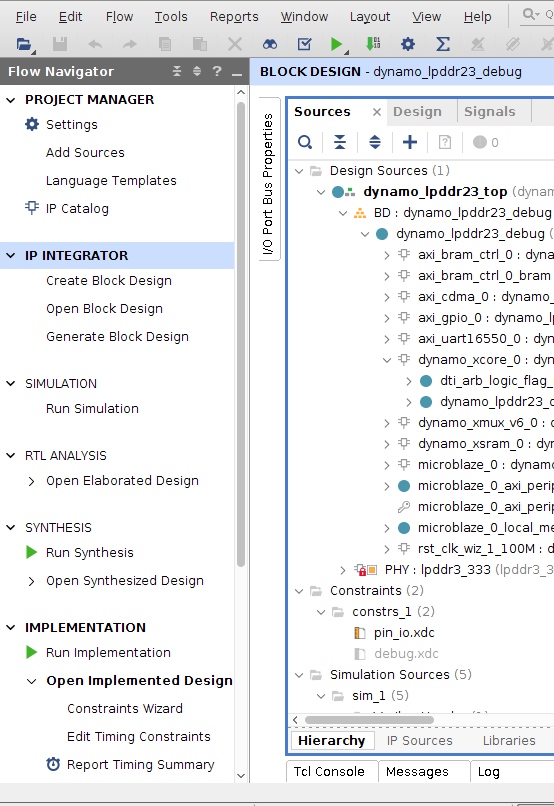 File Edit Flow Tools Reports Window Layout View Help
Flow Navigator
PROJECT MANAGER
Settings
Add Sources
Language Templates
IP Catalog
IP INTEGRATOR
Create Block Design
Open Block Design
Generate Block Design
SIMULATION
Run Simulation
RTL ANALYSIS
Open Elaborated Design
SYNTHESIS
Run Synthesis
Open Synthesized Design
IMPLEMENTATION
Run Implementation
Open Implemented Design
Constraints Wizard
Edit Timing Constraints
Report Timing Summary
BLOCK DESIGN - dynamo_lpddr23_debug
I/O Port Bus Properties
Sources Design Signals
0
Design Sources (1)
dynamo_lpddr23_top (dynam
BD : dynamo_lpddr23_debug
dynamo_lpddr23_debug (
axi_bram_ctrl_0 : dyna
axi_bram_ctrl_0_bram
axi_cdma_0 : dynamo_
axi_gpio_0 : dynamo_lp
axi_uart16550_0 : dyn
dynamo_xcore_0 : dyn
dti_arb_logic_flag_
dynamo_lpddr23_c
dynamo_xmux_v6_0 : d
dynamo_xsram_0 : dyn
microblaze_0 : dynamo
microblaze_0_axi_perip
microblaze_0_axi_perip
microblaze_0_local_me
rst_clk_wiz_1_100M : d
PHY : lpddr3_333 (lpddr3_
Constraints (2)
constrs_1 (2)
pin_io.xdc
debug.xdc
Simulation Sources (5)
sim_1 (5)
Hierarchy IP Sources Libraries
Tcl Console Messages Log